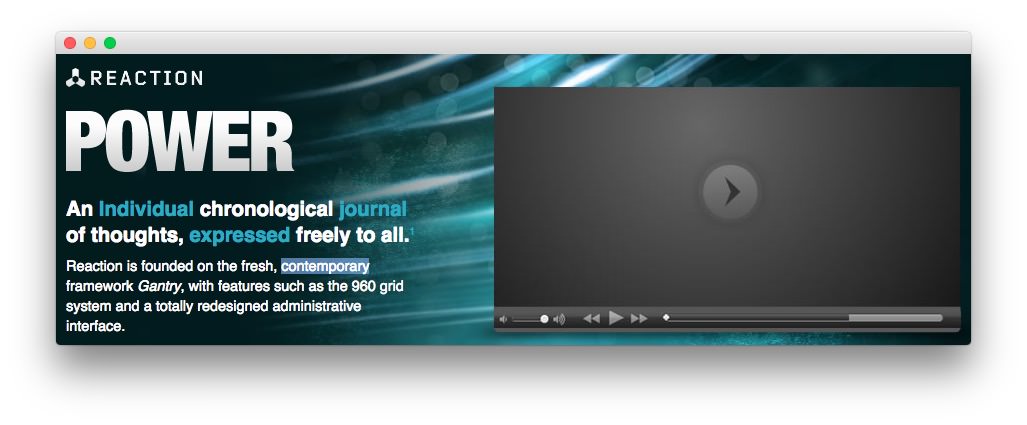 REACTION
POWER
An Individual chronological journal
of thoughts, expressed freely to all.1
Reaction is founded on the fresh, contemporary
framework Gantry, with features such as the 960 grid
system and a totally redesigned administrative
interface.